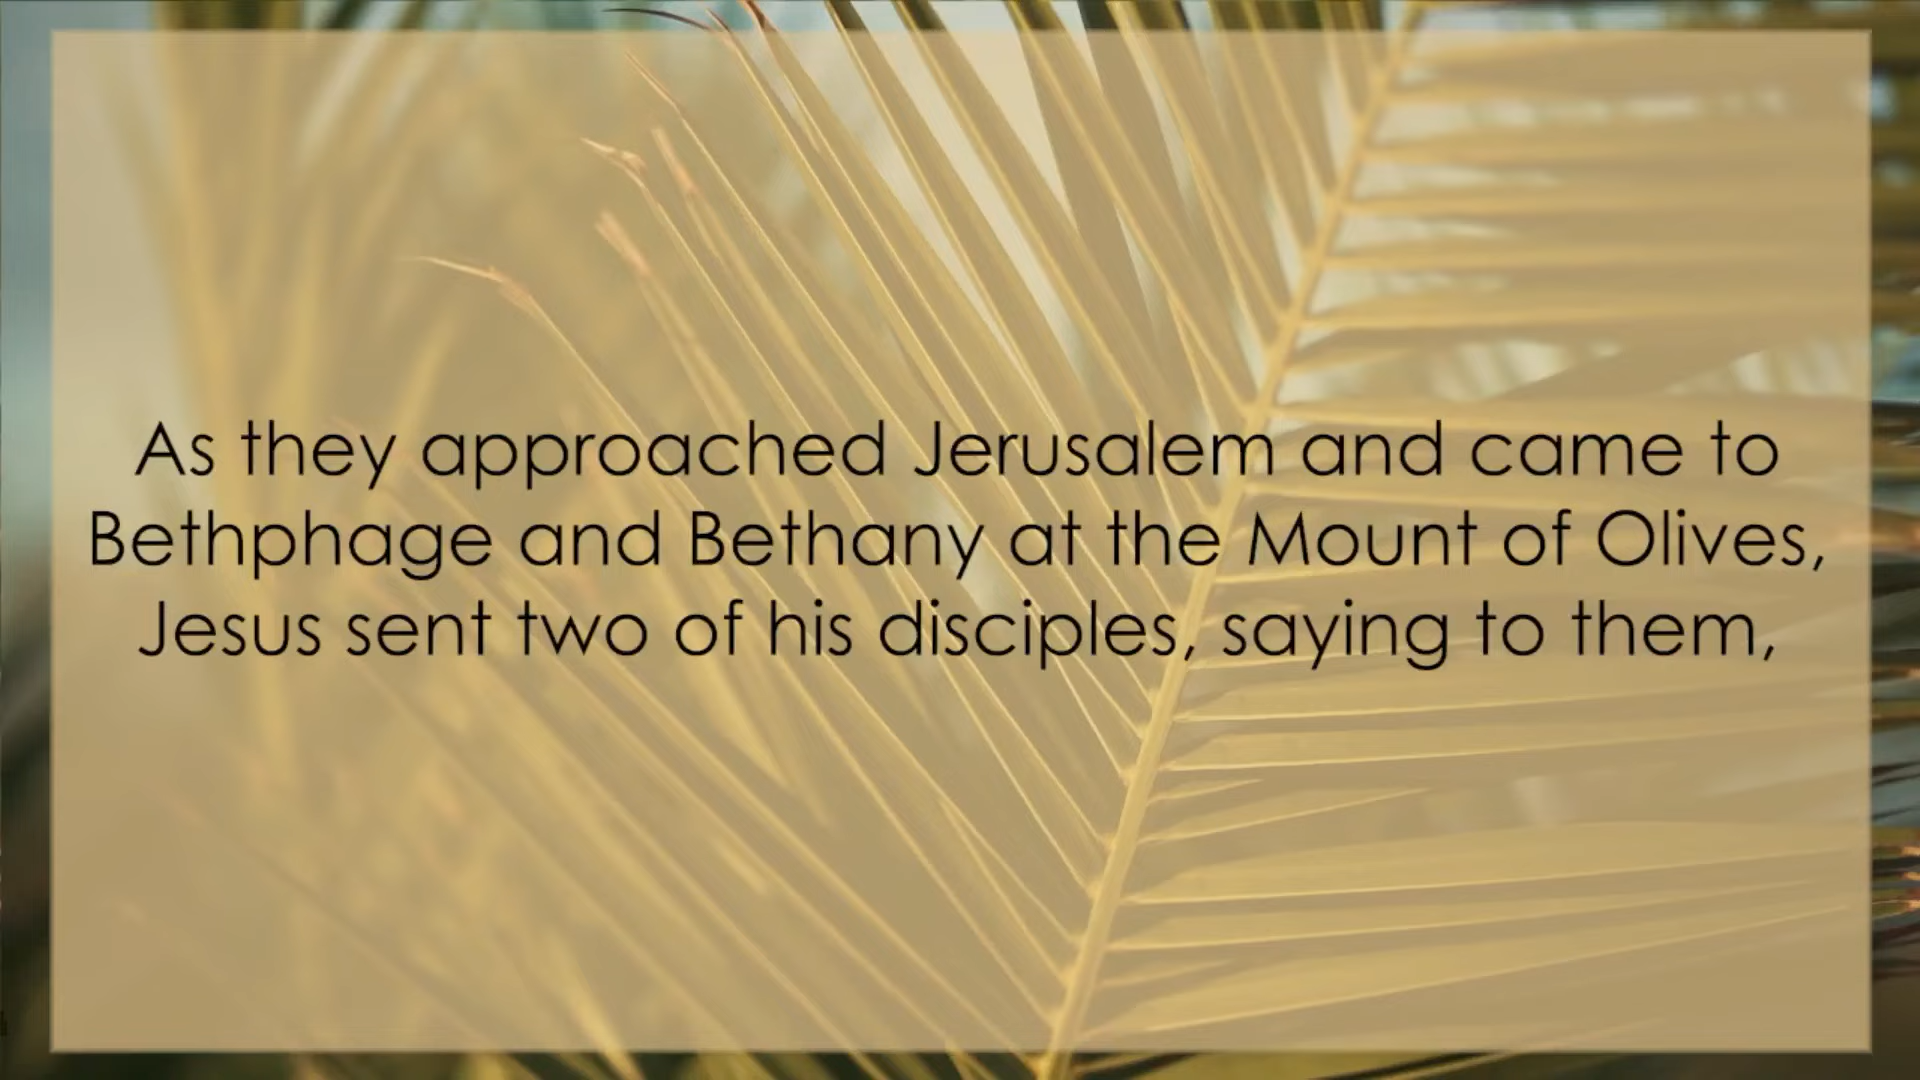 As they approached Jerusalem and came to
Bethphage and Bethany at the Mount of Olives,
Jesus sent two of his disciples, saying to them,